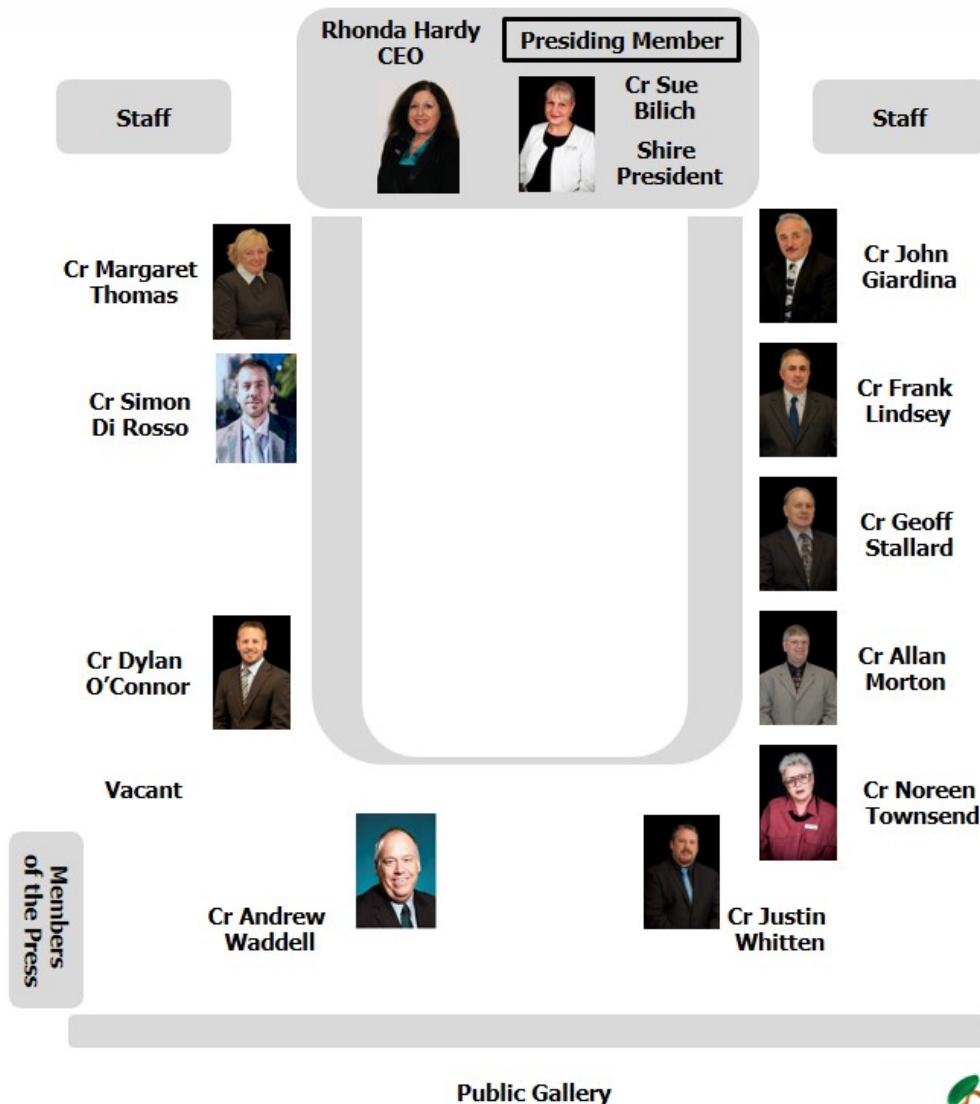 Rhonda Hardy
CEO
Presiding Member
Cr Sue
Bilich
Shire
President
Staff
Staff
Cr Margaret
Thomas
Cr John
Giardina
Cr Simon
Di Rosso
Cr Frank
Lindsey
Cr Geoff
Stallard
Cr Dylan
O'Connor
Cr Allan
Morton
Vacant
Cr Noreen
Townsend
Members
of the Press
Cr Andrew
Waddell
Cr Justin
Whitten
Public Gallery